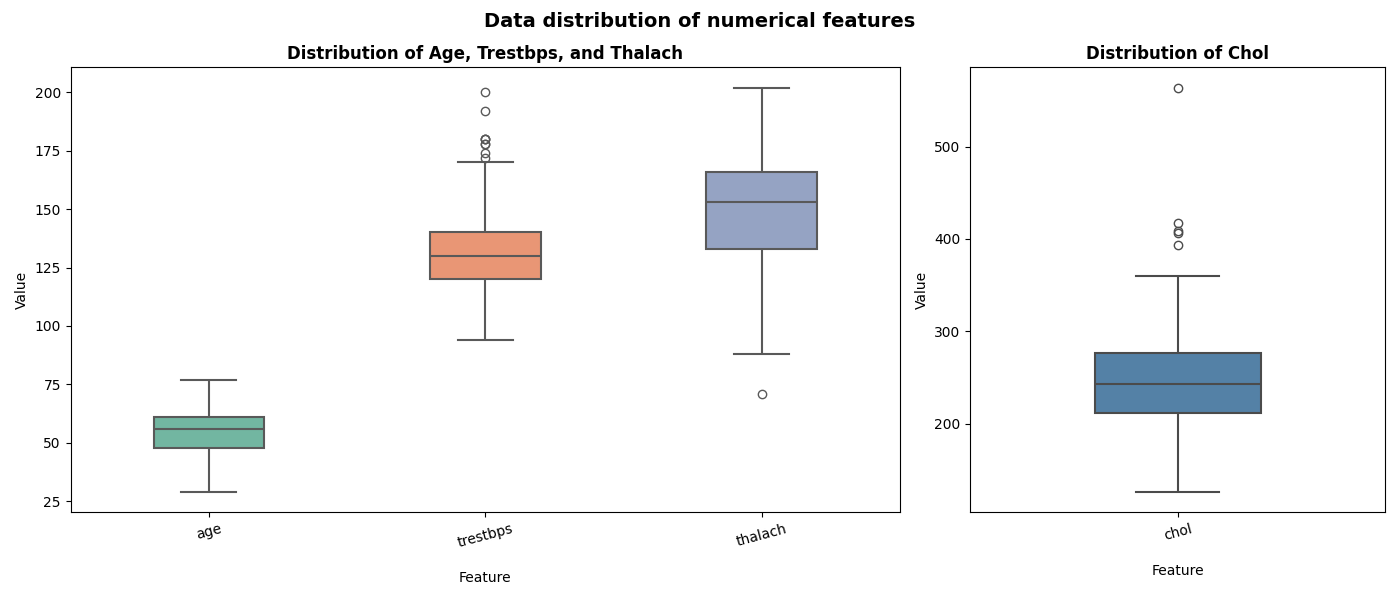 Data distribution of numerical features
Distribution of Age, Trestbps, and Thalach
Value
200
175
150
125
100
75
50
25
age
trestbps
thalach
Feature
Distribution of Chol
Value
500
400
300
200
chol
Feature